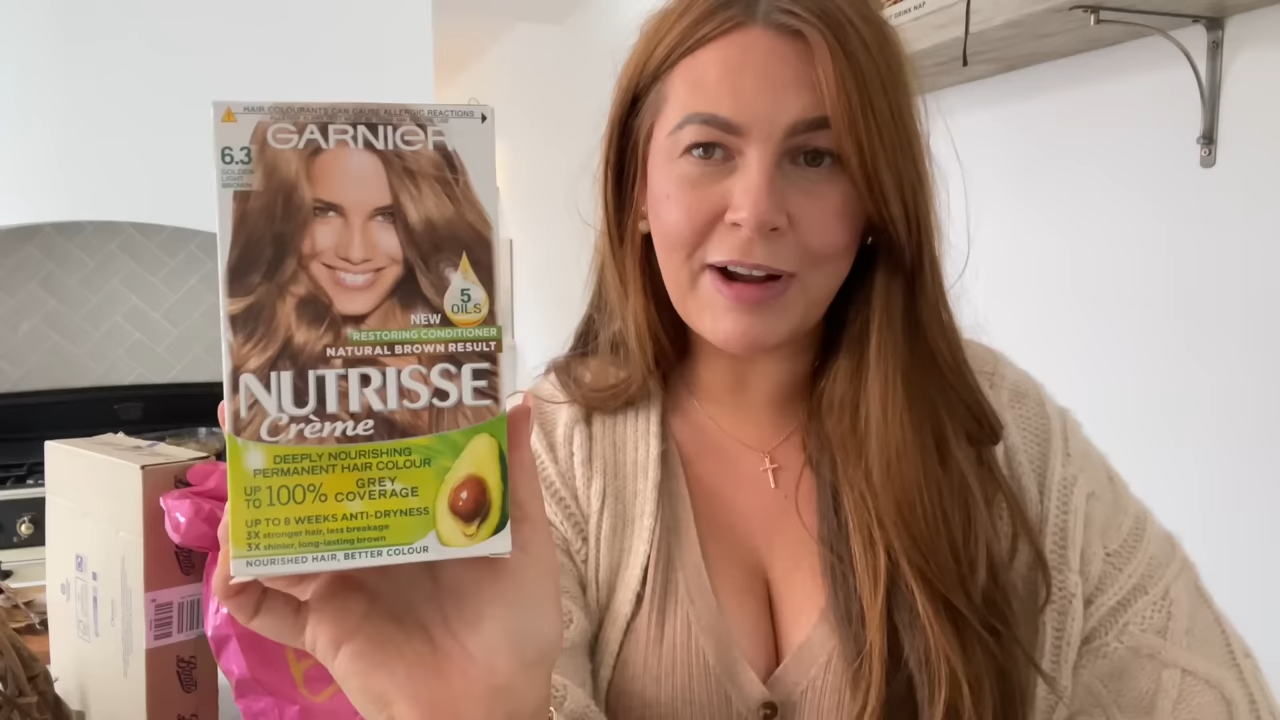 HAIR COLOURANTS CAN CAUSE ALLERGIC REACTIONS
GARNIER
6.3
GOLDEN
LIGHT
BROWN
5
OILS
NEW
RESTORING CONDITIONER
NATURAL BROWN RESULT
NUTRISSE
Crème
DEEPLY NOURISHING
PERMANENT HAIR COLOUR
UP TO 100% GREY COVERAGE
UP TO 8 WEEKS ANTI-DRYNESS
3X stronger hair, less breakage
3X shinier, long-lasting brown
NOURISHED HAIR, BETTER COLOUR
DRINK NAP